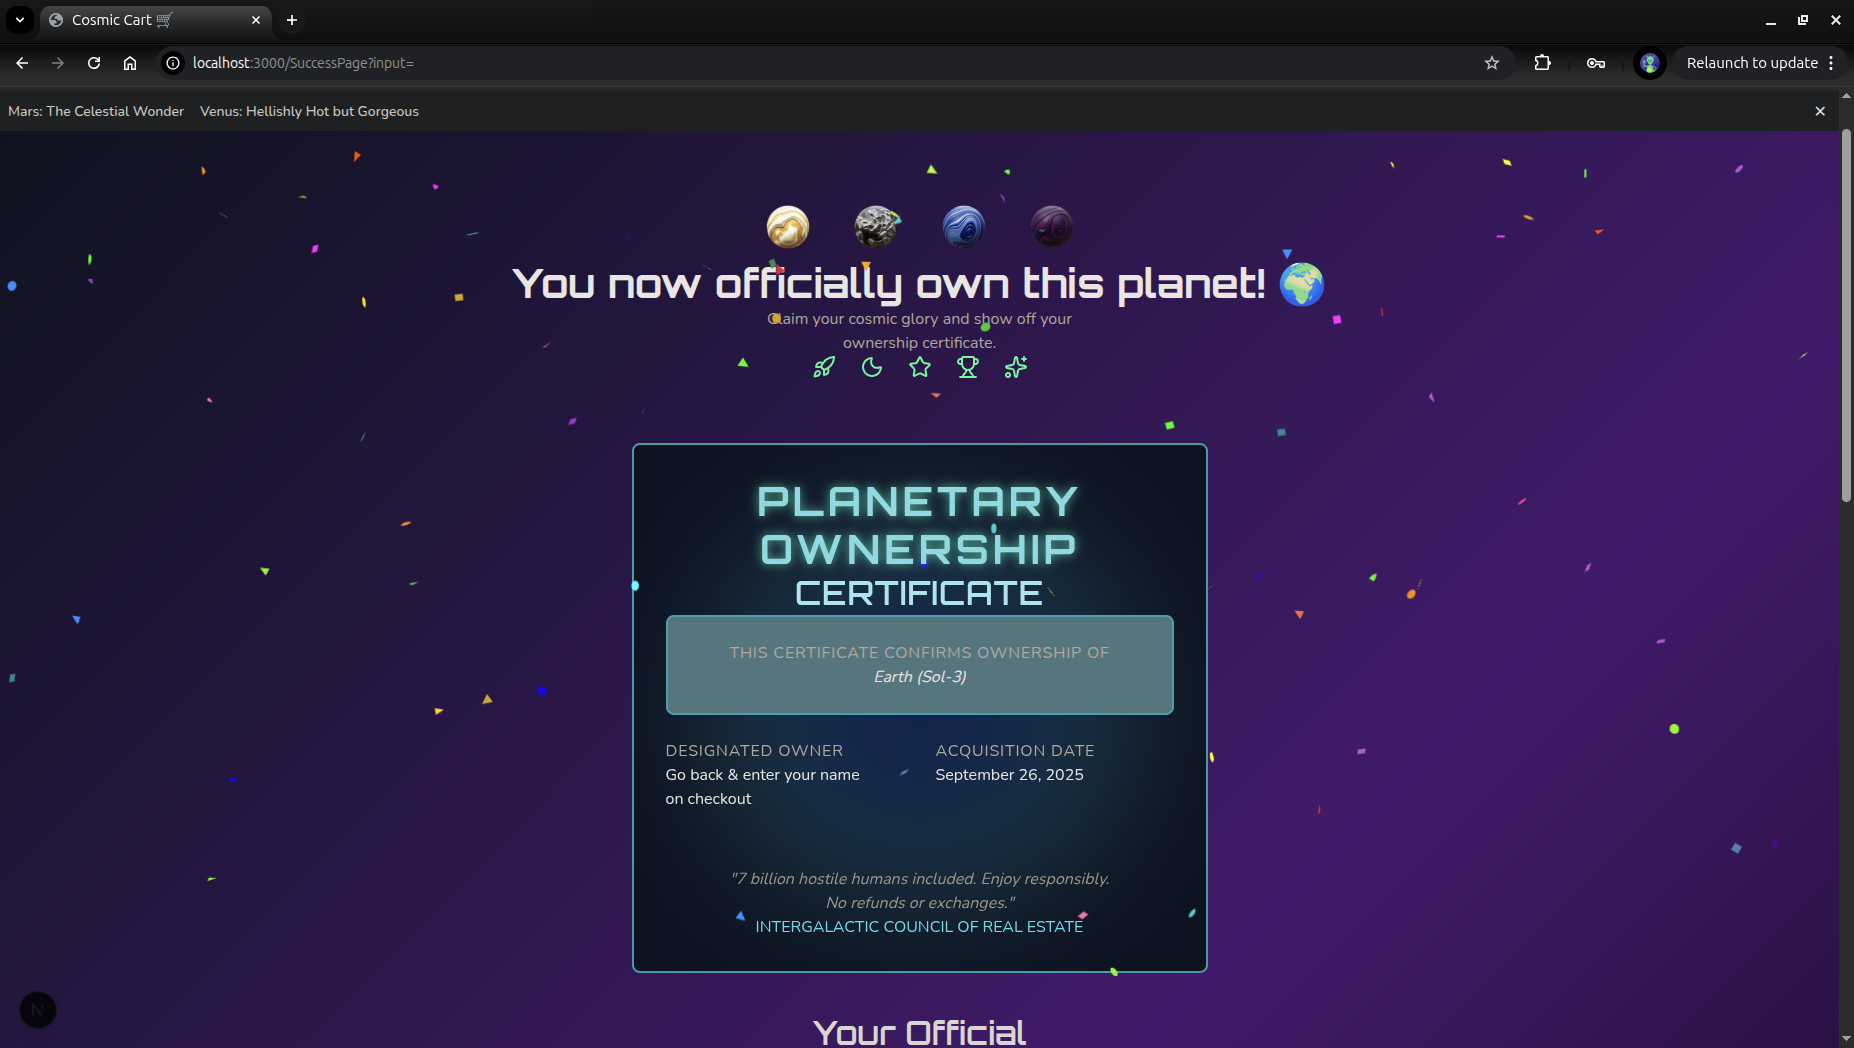 Cosmic Cart 🛒
localhost:3000/SuccessPage?input=
Relaunch to update
Mars: The Celestial Wonder Venus: Hellishly Hot but Gorgeous
You now officially own this planet! 🌍
Claim your cosmic glory and show off your
ownership certificate.
PLANETARY
OWNERSHIP
CERTIFICATE
THIS CERTIFICATE CONFIRMS OWNERSHIP OF
Earth (Sol-3)
DESIGNATED OWNER
Go back & enter your name
on checkout
ACQUISITION DATE
September 26, 2025
"7 billion hostile humans included. Enjoy responsibly.
No refunds or exchanges."
INTERGALACTIC COUNCIL OF REAL ESTATE
N
Your Official